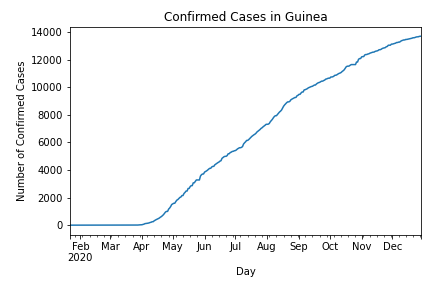 Confirmed Cases in Guinea
14000
12000
10000
8000
6000
4000
2000
0
Number of Confirmed Cases
Feb Mar Apr May Jun Jul Aug Sep Oct Nov Dec
2020
Day